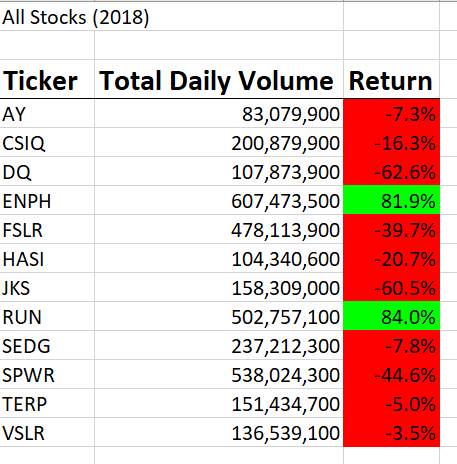 All Stocks (2018)
Ticker Total Daily Volume Return
AY 83,079,900 -7.3%
CSIQ 200,879,900 -16.3%
DQ 107,873,900 -62.6%
ENPH 607,473,500 81.9%
FSLR 478,113,900 -39.7%
HASI 104,340,600 -20.7%
JKS 158,309,000 -60.5%
RUN 502,757,100 84.0%
SEDG 237,212,300 -7.8%
SPWR 538,024,300 -44.6%
TERP 151,434,700 -5.0%
VSLR 136,539,100 -3.5%